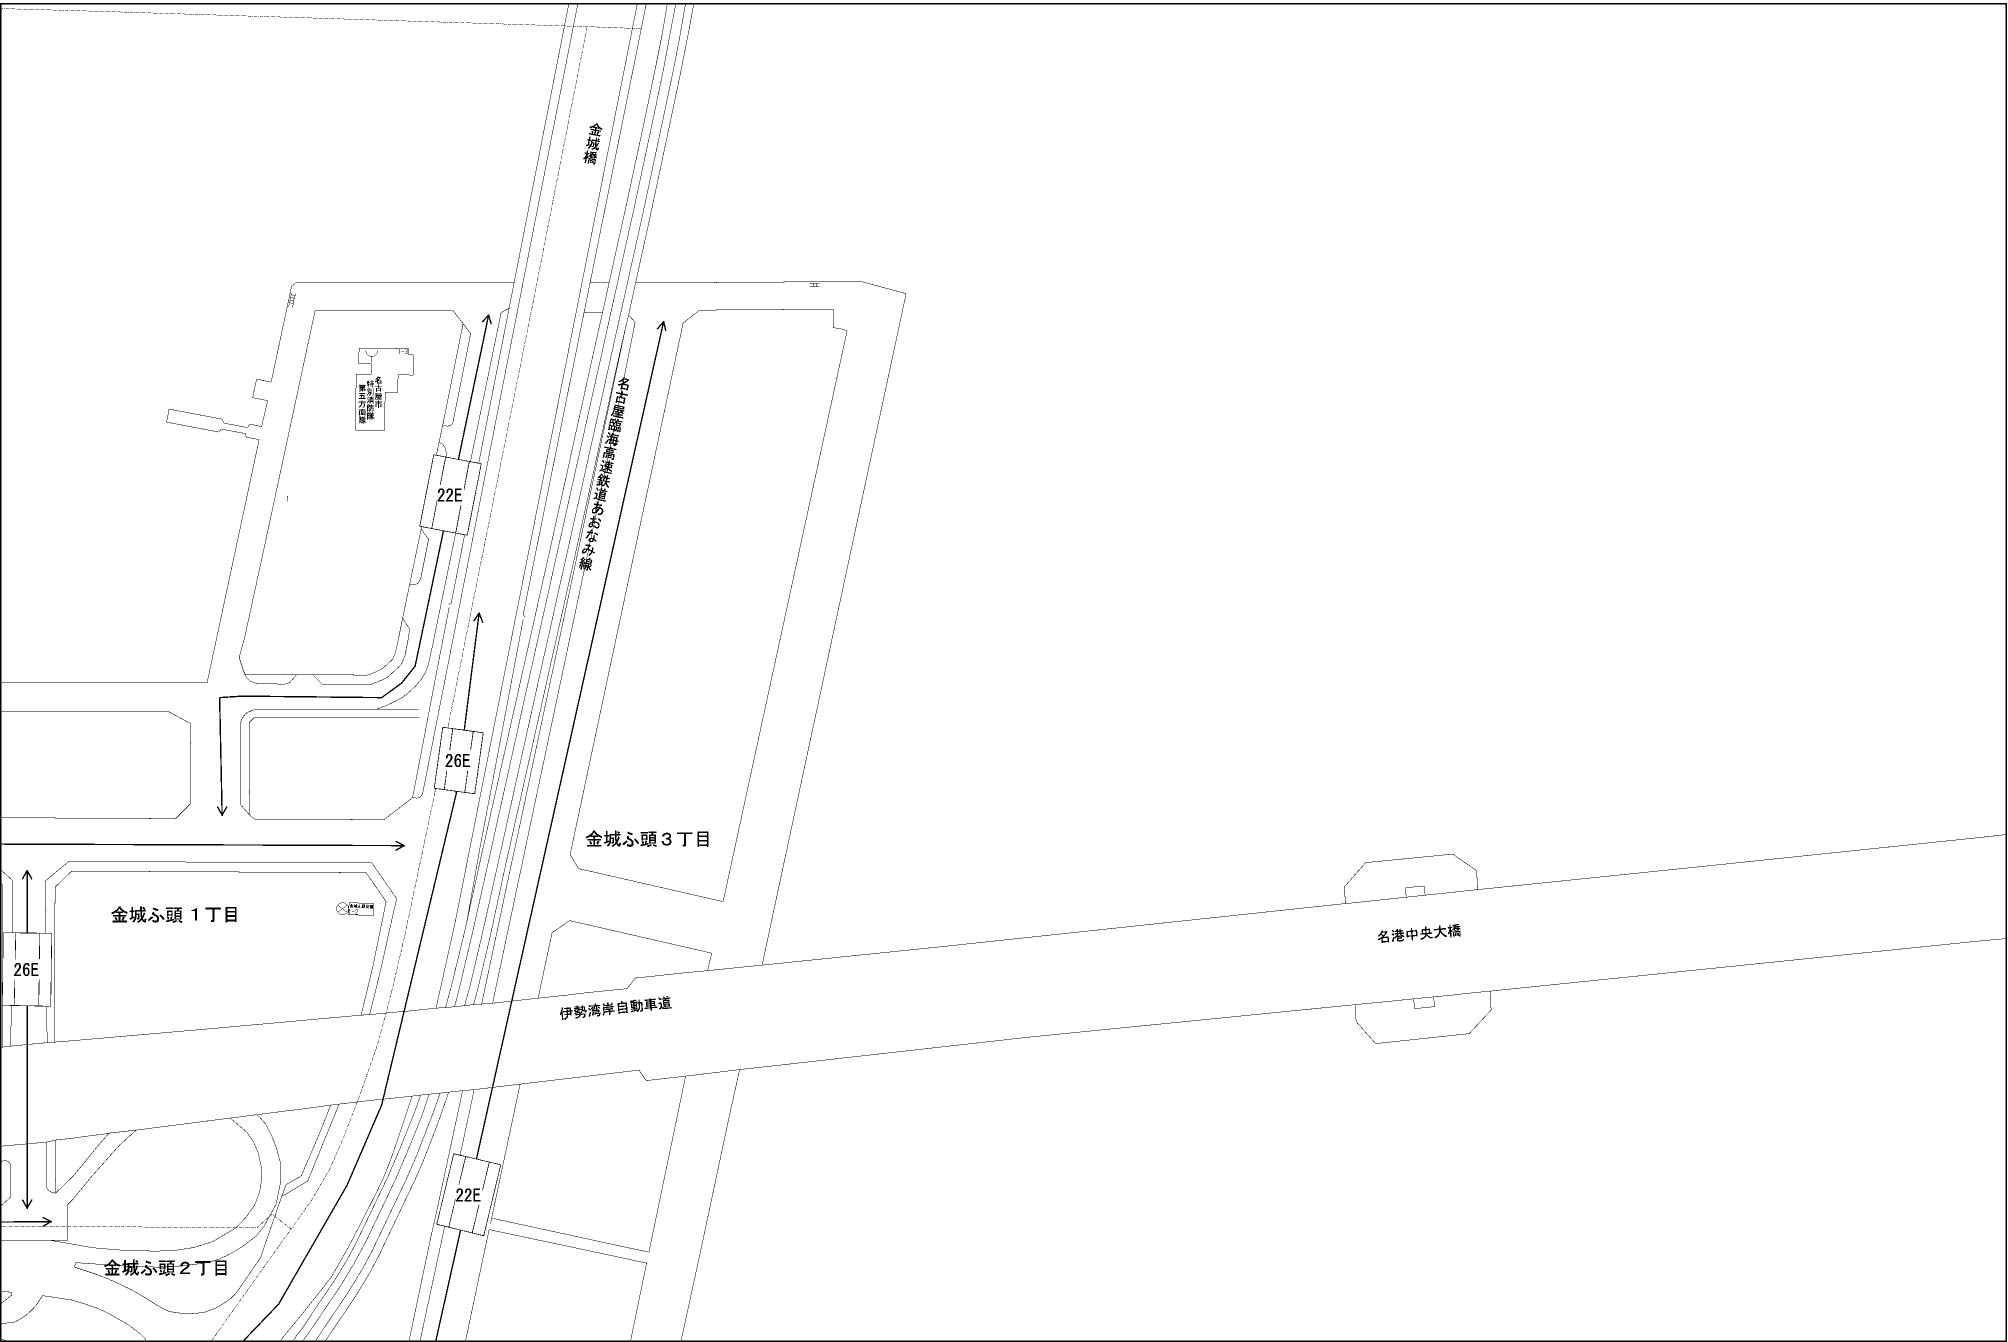 金城橋
名古屋市
特別消防隊
第五方面隊
名古屋臨海高速鉄道あおなみ線
22E
26E
金城ふ頭３丁目
金城ふ頭１丁目
1-2
名港中央大橋
26E
伊勢湾岸自動車道
22E
金城ふ頭２丁目